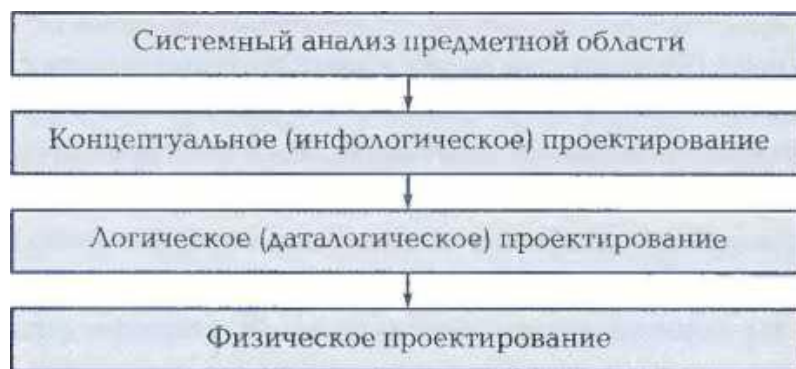 Системный анализ предметной области
Концептуальное (инфологическое) проектирование
Логическое (даталогическое) проектирование
Физическое проектирование